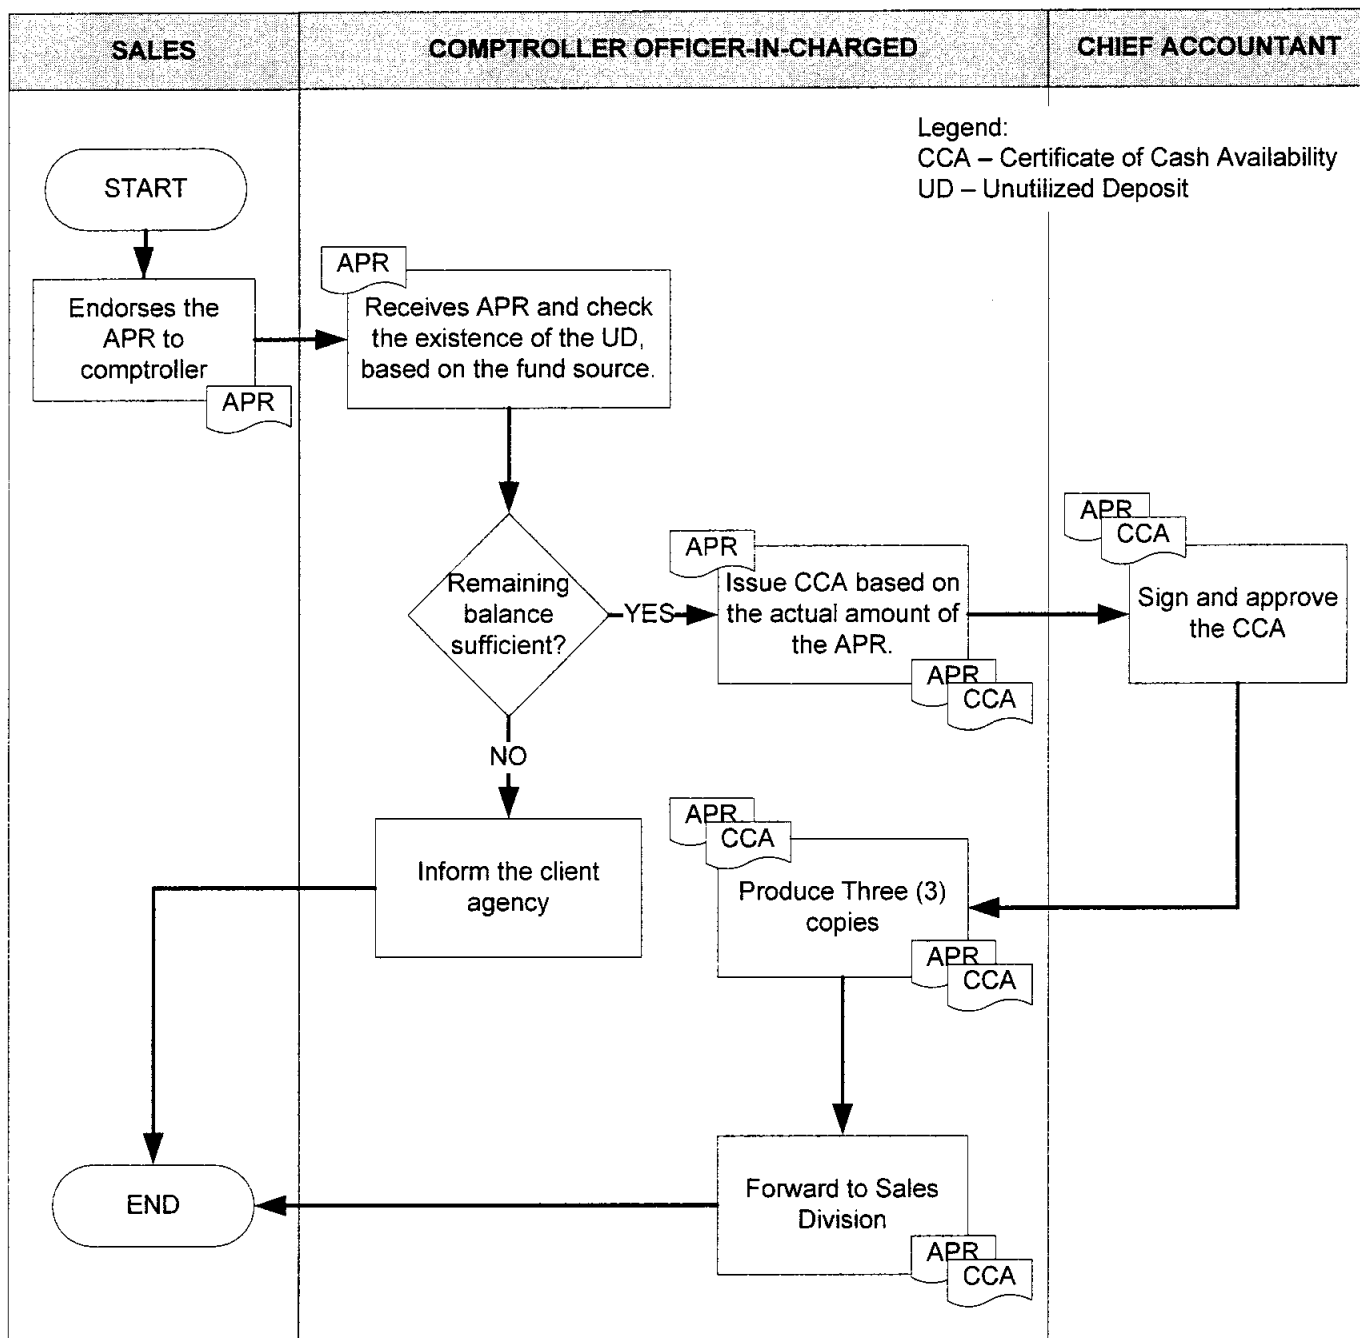 SALES
COMPTROLLER OFFICER-IN-CHARGED
CHIEF ACCOUNTANT
Legend:
CCA – Certificate of Cash Availability
UD – Unutilized Deposit
START
Endorses the
APR to
comptroller
APR
APR
Receives APR and check
the existence of the UD,
based on the fund source.
Remaining
balance
sufficient?
YES
NO
APR
Issue CCA based on
the actual amount of
the APR.
APR
CCA
APR
CCA
Sign and approve
the CCA
Inform the client
agency
APR
CCA
Produce Three (3)
copies
APR
CCA
Forward to Sales
Division
APR
CCA
END